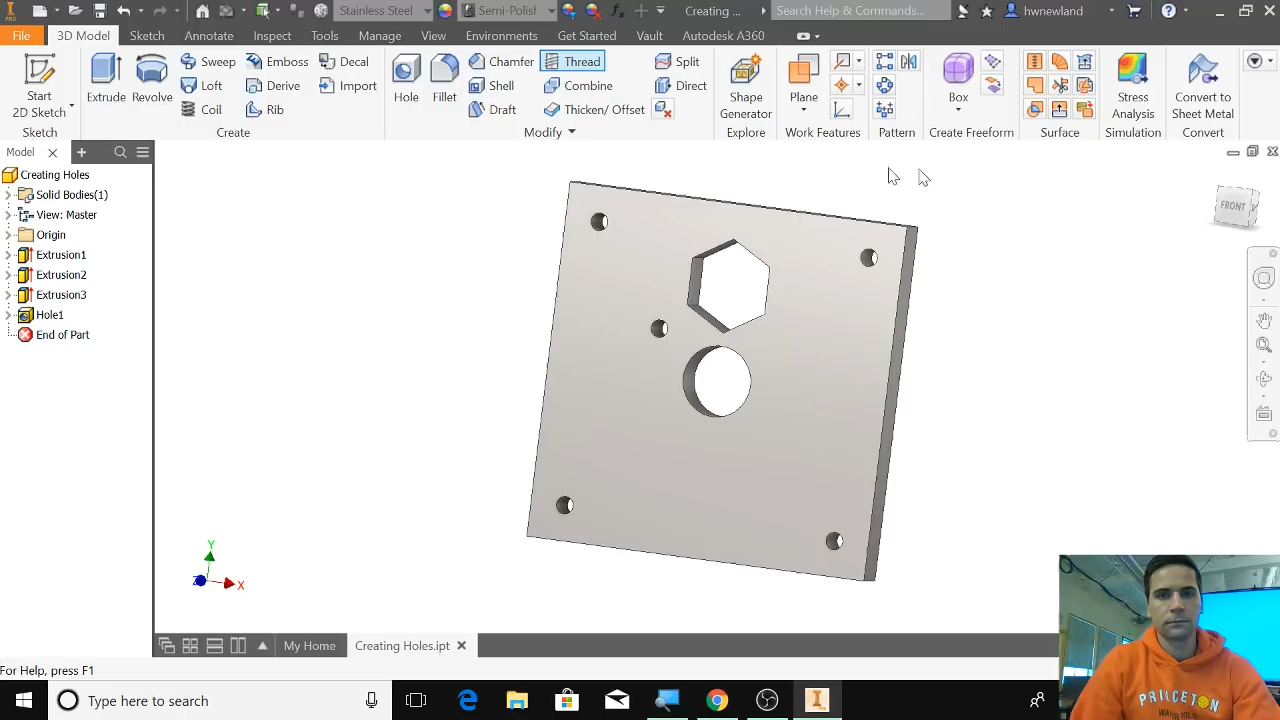 PRO
Stainless Steel
Semi-Polish
Creating ...
Search Help & Commands...
hwnewland
File
3D Model
Sketch
Annotate
Inspect
Tools
Manage
View
Environments
Get Started
Vault
Autodesk A360
Start
2D Sketch
Extrude
Revolve
Sweep
Loft
Coil
Emboss
Derive
Rib
Decal
Import
Hole
Fillet
Chamfer
Shell
Draft
Thread
Combine
Thicken/ Offset
Split
Direct
Shape
Generator
Plane
Box
Stress
Analysis
Convert to
Sheet Metal
Sketch
Create
Modify
Explore
Work Features
Pattern
Create Freeform
Surface
Simulation
Convert
Model
Creating Holes
Solid Bodies(1)
View: Master
Origin
Extrusion1
Extrusion2
Extrusion3
Hole1
End of Part
FRONT
Y
X
Z
My Home
Creating Holes.ipt
For Help, press F1
Type here to search
PRINCETON